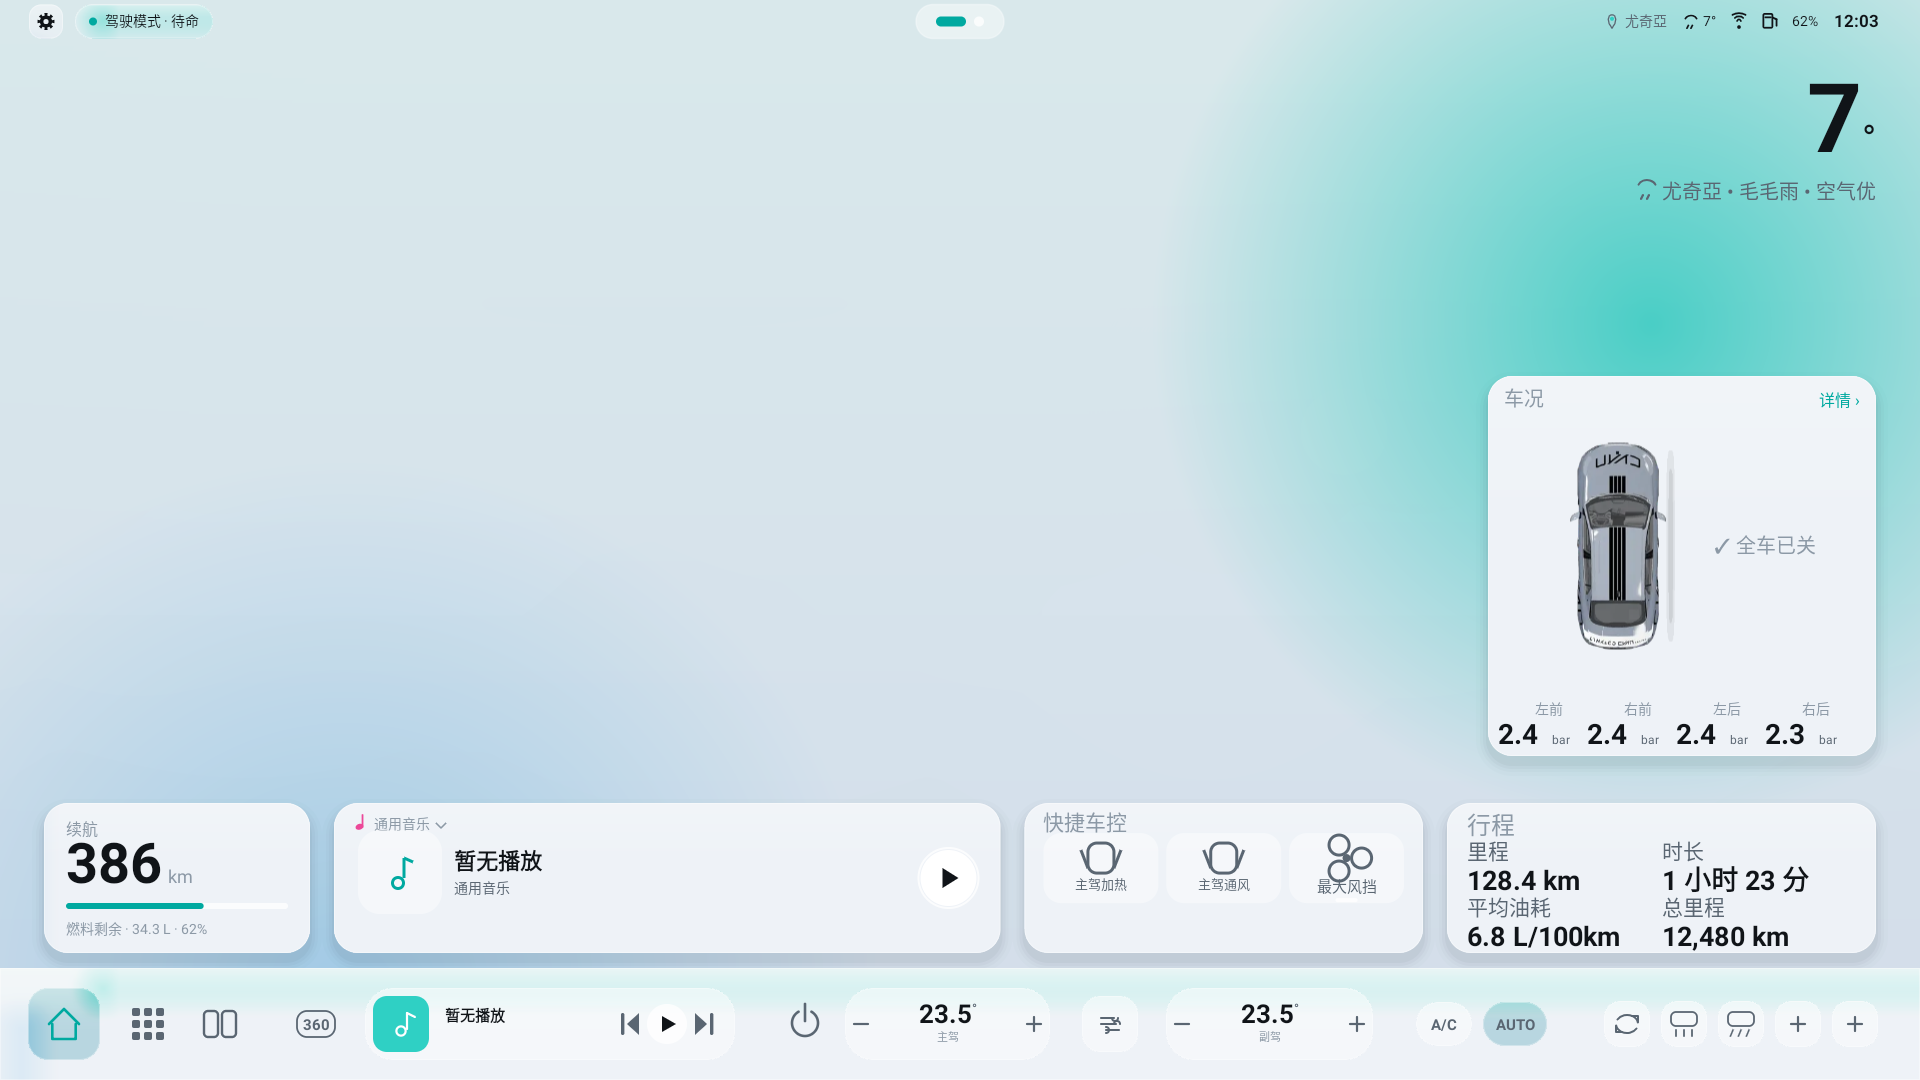 驾驶模式 · 待命
尤奇亞 7° 62% 12:03
7°
尤奇亞 • 毛毛雨 • 空气优
车况 详情 ›
✓ 全车已关
左前 右前 左后 右后
2.4 bar 2.4 bar 2.4 bar 2.3 bar
续航
386 km
燃料剩余 · 34.3 L · 62%
通用音乐
暂无播放
通用音乐
快捷车控
主驾加热 主驾通风 最大风挡
行程
里程 时长
128.4 km 1 小时 23 分
平均油耗 总里程
6.8 L/100km 12,480 km
360
暂无播放
23.5°
主驾
23.5°
副驾
A/C AUTO